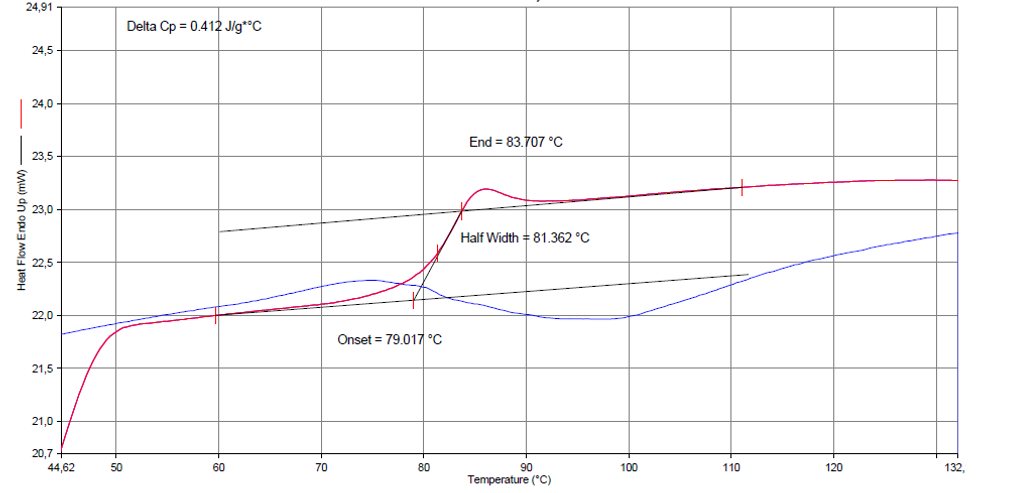 24,91
Delta Cp = 0.412 J/g*°C
24,5
24,0
End = 83.707 °C
23,5
23,0
Half Width = 81.362 °C
Heat Flow Endo Up (mW)
22,5
22,0
Onset = 79.017 °C
21,5
21,0
20,7
44,62 50 60 70 80 90 100 110 120 132,
Temperature (°C)